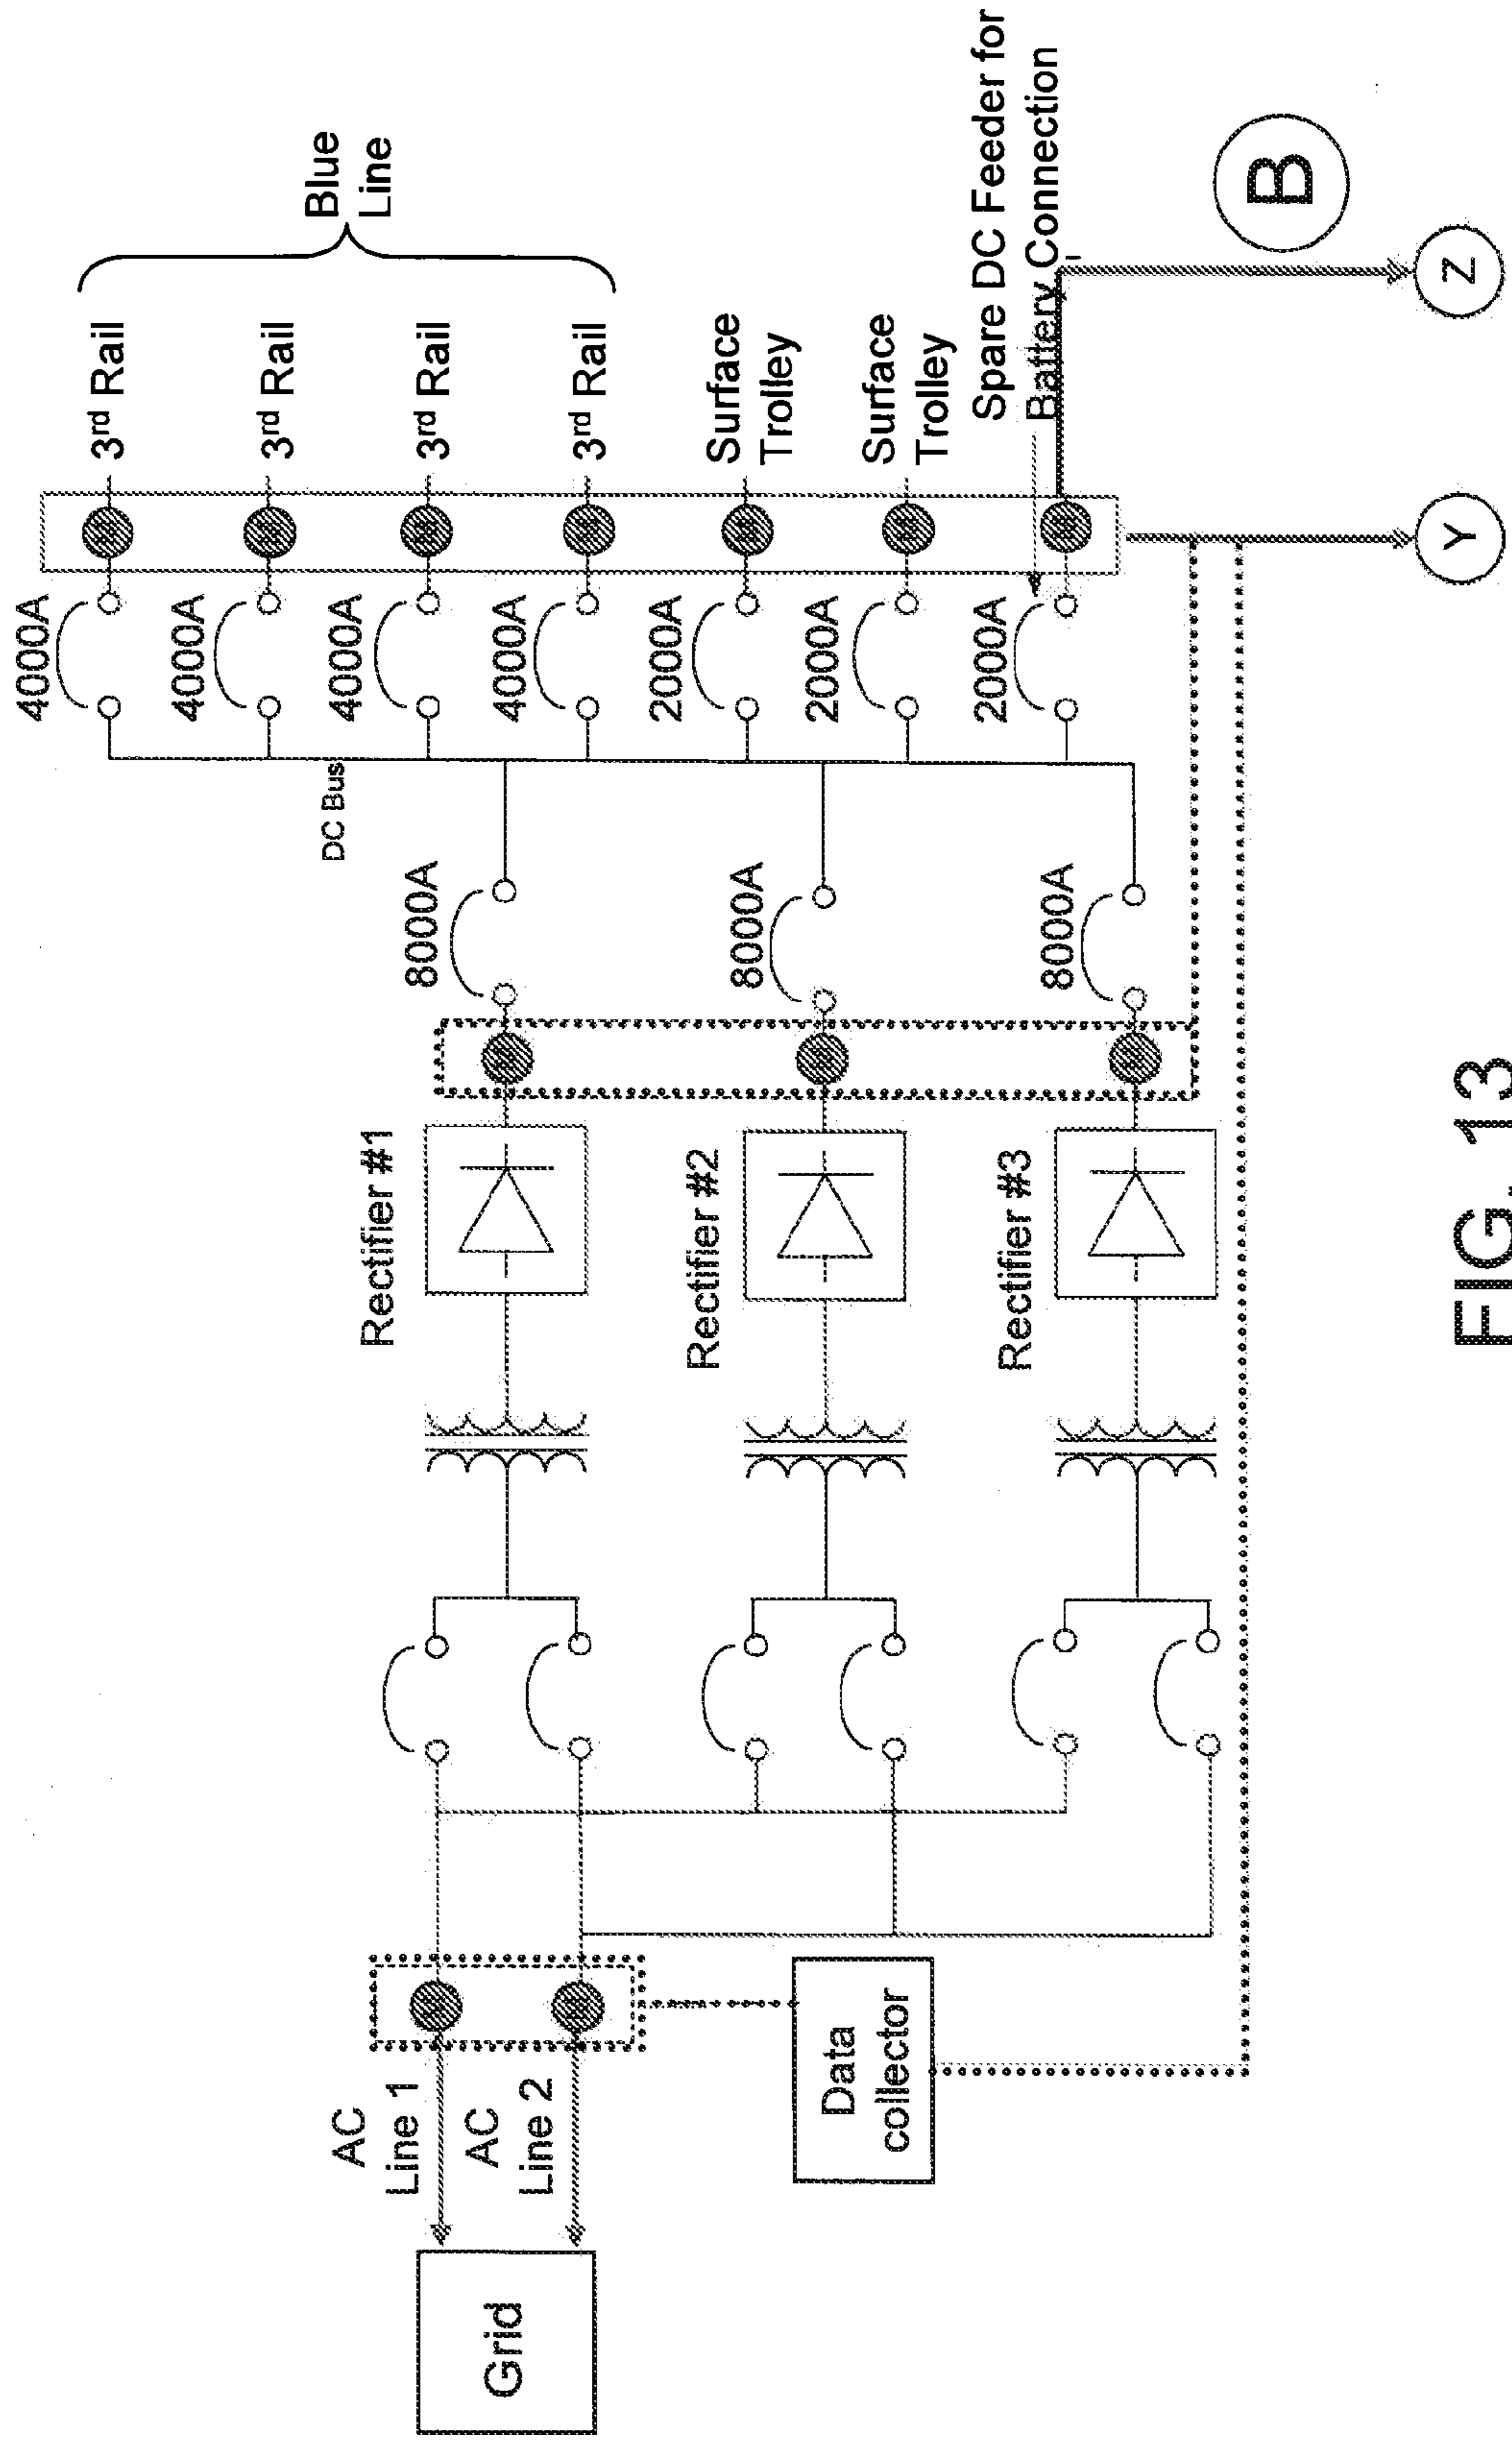 Grid
AC
Line 1
AC
Line 2
Data
collector
Rectifier #1
Rectifier #2
Rectifier #3
8000A
8000A
8000A
DC Bus
4000A
4000A
4000A
4000A
2000A
2000A
2000A
3rd Rail
3rd Rail
3rd Rail
3rd Rail
Surface
Trolley
Surface
Trolley
Spare DC Feeder for
Battery Connection
Blue
Line
B
Y
Z
FIG. 13